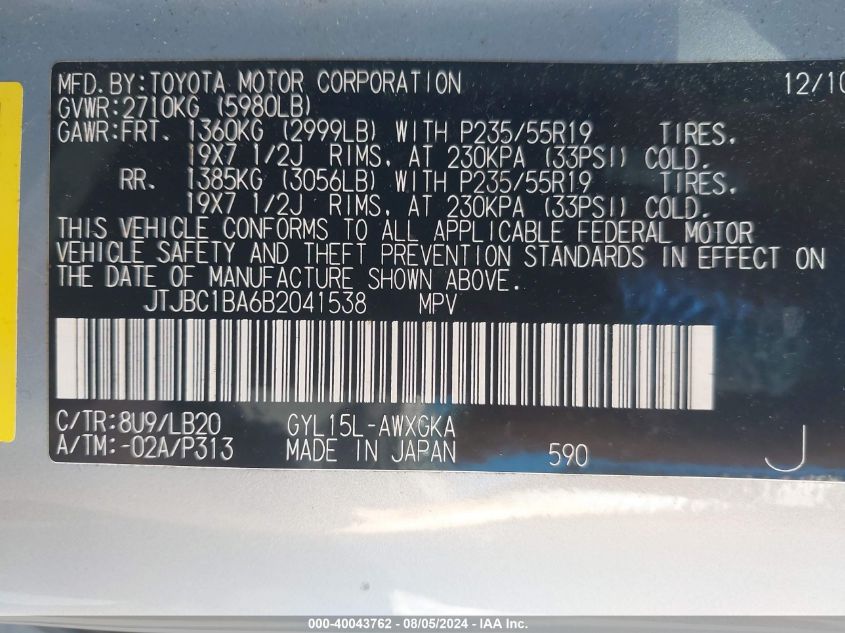 MFD. BY: TOYOTA MOTOR CORPORATION 12/10
GVWR: 2710KG (5980LB)
GAWR: FRT. 1360KG (2999LB) WITH P235/55R19 TIRES,
19X7 1/2J RIMS, AT 230KPA (33PSI) COLD.
RR. 1385KG (3056LB) WITH P235/55R19 TIRES,
19X7 1/2J RIMS, AT 230KPA (33PSI) COLD.
THIS VEHICLE CONFORMS TO ALL APPLICABLE FEDERAL MOTOR
VEHICLE SAFETY AND THEFT PREVENTION STANDARDS IN EFFECT ON
THE DATE OF MANUFACTURE SHOWN ABOVE.
JTJBC1BA6B2041538 MPV
C/TR: 8U9/LB20 GYL15L-AWXGKA
A/TM: -02A/P313 MADE IN JAPAN 590 J
000-40043762 - 08/05/2024 - IAA Inc.